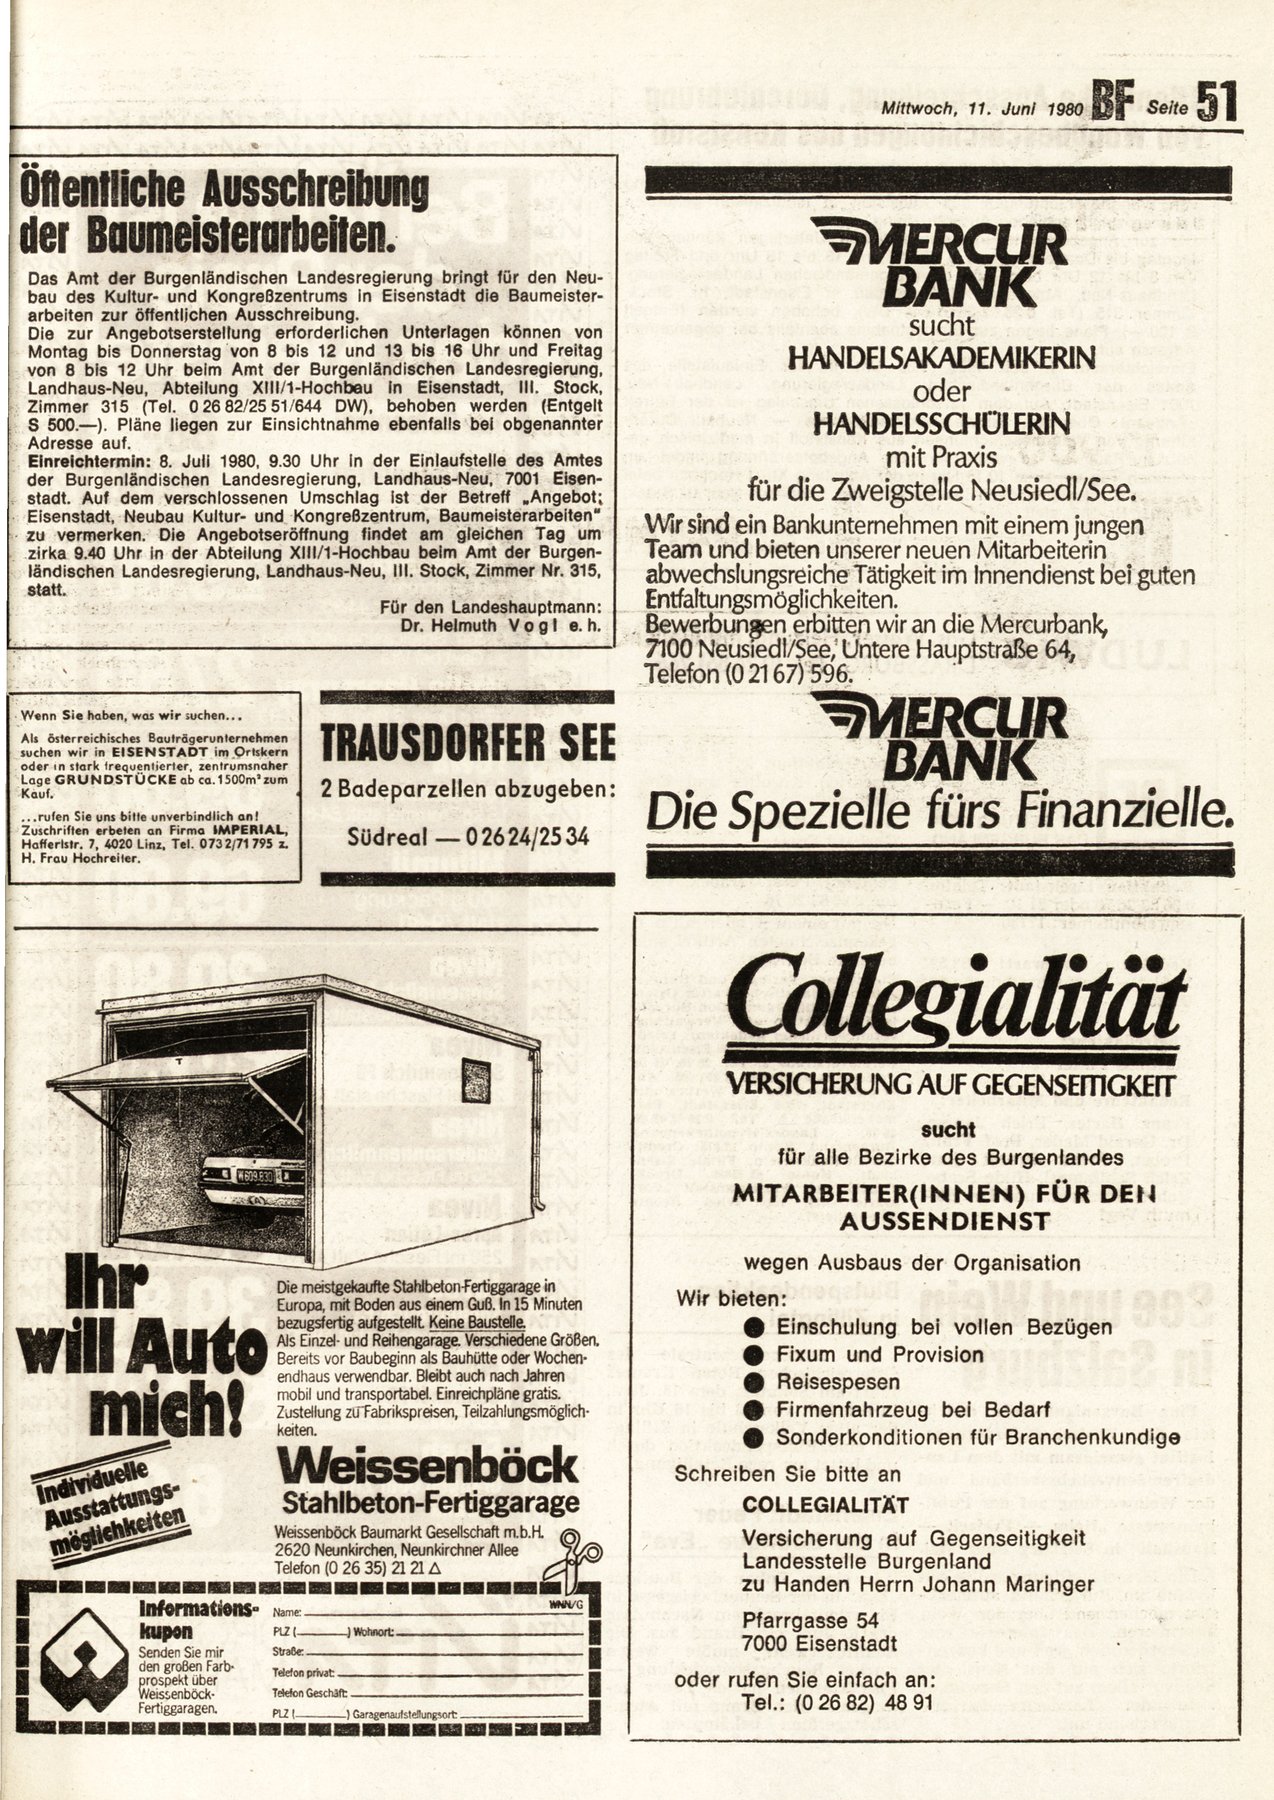 Mittwoch, 11. Juni 1980 BF Seite 51
Öffentliche Ausschreibung
der Baumeisterarbeiten.
Das Amt der Burgenländischen Landesregierung bringt für den Neu-
bau des Kultur- und Kongreßzentrums in Eisenstadt die Baumeister-
arbeiten zur öffentlichen Ausschreibung.
Die zur Angebotserstellung erforderlichen Unterlagen können von
Montag bis Donnerstag von 8 bis 12 und 13 bis 16 Uhr und Freitag
von 8 bis 12 Uhr beim Amt der Burgenländischen Landesregierung,
Landhaus-Neu, Abteilung XIII/1-Hochbau in Eisenstadt, III. Stock,
Zimmer 315 (Tel. 0 26 82/25 51/644 DW), behoben werden (Entgelt
S 500.—). Pläne liegen zur Einsichtnahme ebenfalls bei obgenannter
Adresse auf.
Einreichtermin: 8. Juli 1980, 9.30 Uhr in der Einlaufstelle des Amtes
der Burgenländischen Landesregierung, Landhaus-Neu, 7001 Eisen-
stadt. Auf dem verschlossenen Umschlag ist der Betreff „Angebot;
Eisenstadt, Neubau Kultur- und Kongreßzentrum, Baumeisterarbeiten"
zu vermerken. Die Angebotseröffnung findet am gleichen Tag um
zirka 9.40 Uhr in der Abteilung XIII/1-Hochbau beim Amt der Burgen-
ländischen Landesregierung, Landhaus-Neu, III. Stock, Zimmer Nr. 315,
statt.
Für den Landeshauptmann:
Dr. Helmuth Vogl e. h.
Wenn Sie haben, was wir suchen...
Als österreichisches Bauträgerunternehmen
suchen wir in EISENSTADT im Ortskern
oder in stark frequentierter, zentrumsnaher
Lage GRUNDSTÜCKE ab ca. 1500m² zum
Kauf.
...rufen Sie uns bitte unverbindlich an!
Zuschriften erbeten an Firma IMPERIAL,
Hafferlstr. 7, 4020 Linz, Tel. 0732/71795 z.
H. Frau Hochreiter.
TRAUSDORFER SEE
2 Badeparzellen abzugeben:
Südreal — 0 26 24/25 34
MERCUR
BANK
sucht
HANDELSAKADEMIKERIN
oder
HANDELSSCHÜLERIN
mit Praxis
für die Zweigstelle Neusiedl/See.
Wir sind ein Bankunternehmen mit einem jungen
Team und bieten unserer neuen Mitarbeiterin
abwechslungsreiche Tätigkeit im Innendienst bei guten
Entfaltungsmöglichkeiten.
Bewerbungen erbitten wir an die Mercurbank,
7100 Neusiedl/See, Untere Hauptstraße 64,
Telefon (0 21 67) 596.
MERCUR
BANK
Die Spezielle fürs Finanzielle.
W 609.830
Ihr
will Auto
mich!
Individuelle
Ausstattungs-
möglichkeiten
Die meistgekaufte Stahlbeton-Fertiggarage in
Europa, mit Boden aus einem Guß. In 15 Minuten
bezugsfertig aufgestellt. Keine Baustelle.
Als Einzel- und Reihengarage. Verschiedene Größen.
Bereits vor Baubeginn als Bauhütte oder Wochen-
endhaus verwendbar. Bleibt auch nach Jahren
mobil und transportabel. Einreichpläne gratis.
Zustellung zu Fabrikspreisen, Teilzahlungsmöglich-
keiten.
Weissenböck
Stahlbeton-Fertiggarage
Weissenböck Baumarkt Gesellschaft m.b.H.
2620 Neunkirchen, Neunkirchner Allee
Telefon (0 26 35) 21 21 Δ
WNN/G
Informations-
kupon
Senden Sie mir
den großen Farb-
prospekt über
Weissenböck-
Fertiggaragen.
Name:
PLZ ( ) Wohnort:
Straße:
Telefon privat:
Telefon Geschäft:
PLZ ( ) Garagenaufstellungsort:
Collegialität
VERSICHERUNG AUF GEGENSEITIGKEIT
sucht
für alle Bezirke des Burgenlandes
MITARBEITER(INNEN) FÜR DEN
AUSSENDIENST
wegen Ausbaus der Organisation
Wir bieten:
● Einschulung bei vollen Bezügen
● Fixum und Provision
● Reisespesen
● Firmenfahrzeug bei Bedarf
● Sonderkonditionen für Branchenkundige
Schreiben Sie bitte an
COLLEGIALITÄT
Versicherung auf Gegenseitigkeit
Landesstelle Burgenland
zu Handen Herrn Johann Maringer
Pfarrgasse 54
7000 Eisenstadt
oder rufen Sie einfach an:
Tel.: (0 26 82) 48 91